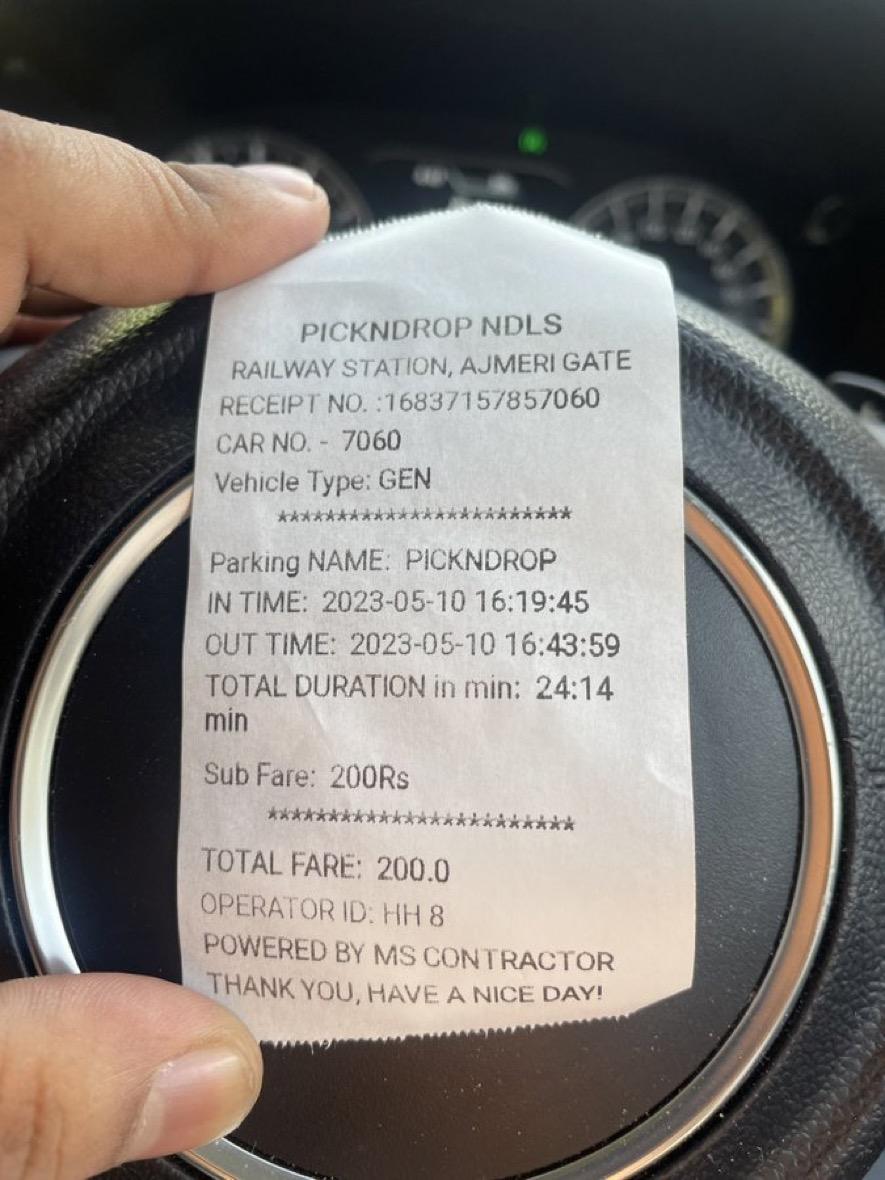 PICKNDROP NDLS
RAILWAY STATION, AJMERI GATE
RECEIPT NO. :16837157857060
CAR NO. - 7060
Vehicle Type: GEN
*************************
Parking NAME: PICKNDROP
IN TIME: 2023-05-10 16:19:45
OUT TIME: 2023-05-10 16:43:59
TOTAL DURATION in min: 24:14
min
Sub Fare: 200Rs
*************************
TOTAL FARE: 200.0
OPERATOR ID: HH 8
POWERED BY MS CONTRACTOR
THANK YOU, HAVE A NICE DAY!